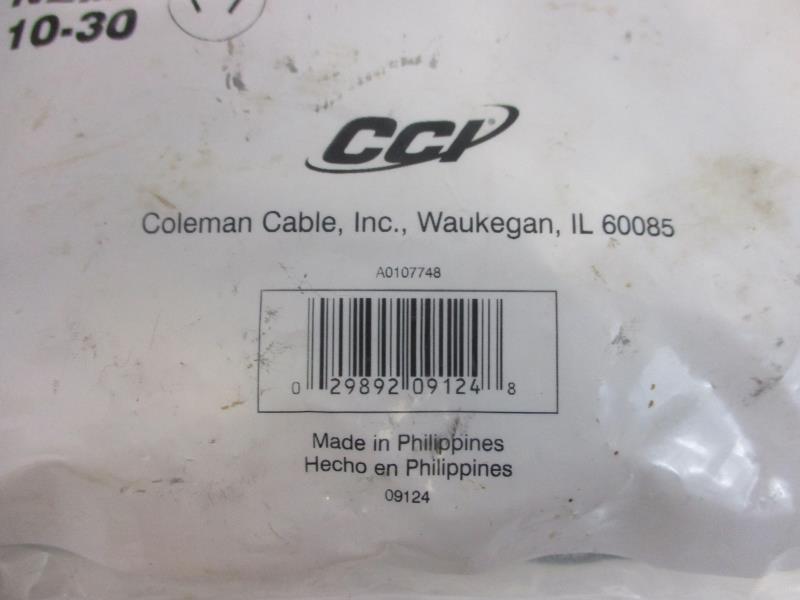 10-30
CCI®
Coleman Cable, Inc., Waukegan, IL 60085
A0107748
0 29892 09124 8
Made in Philippines
Hecho en Philippines
09124